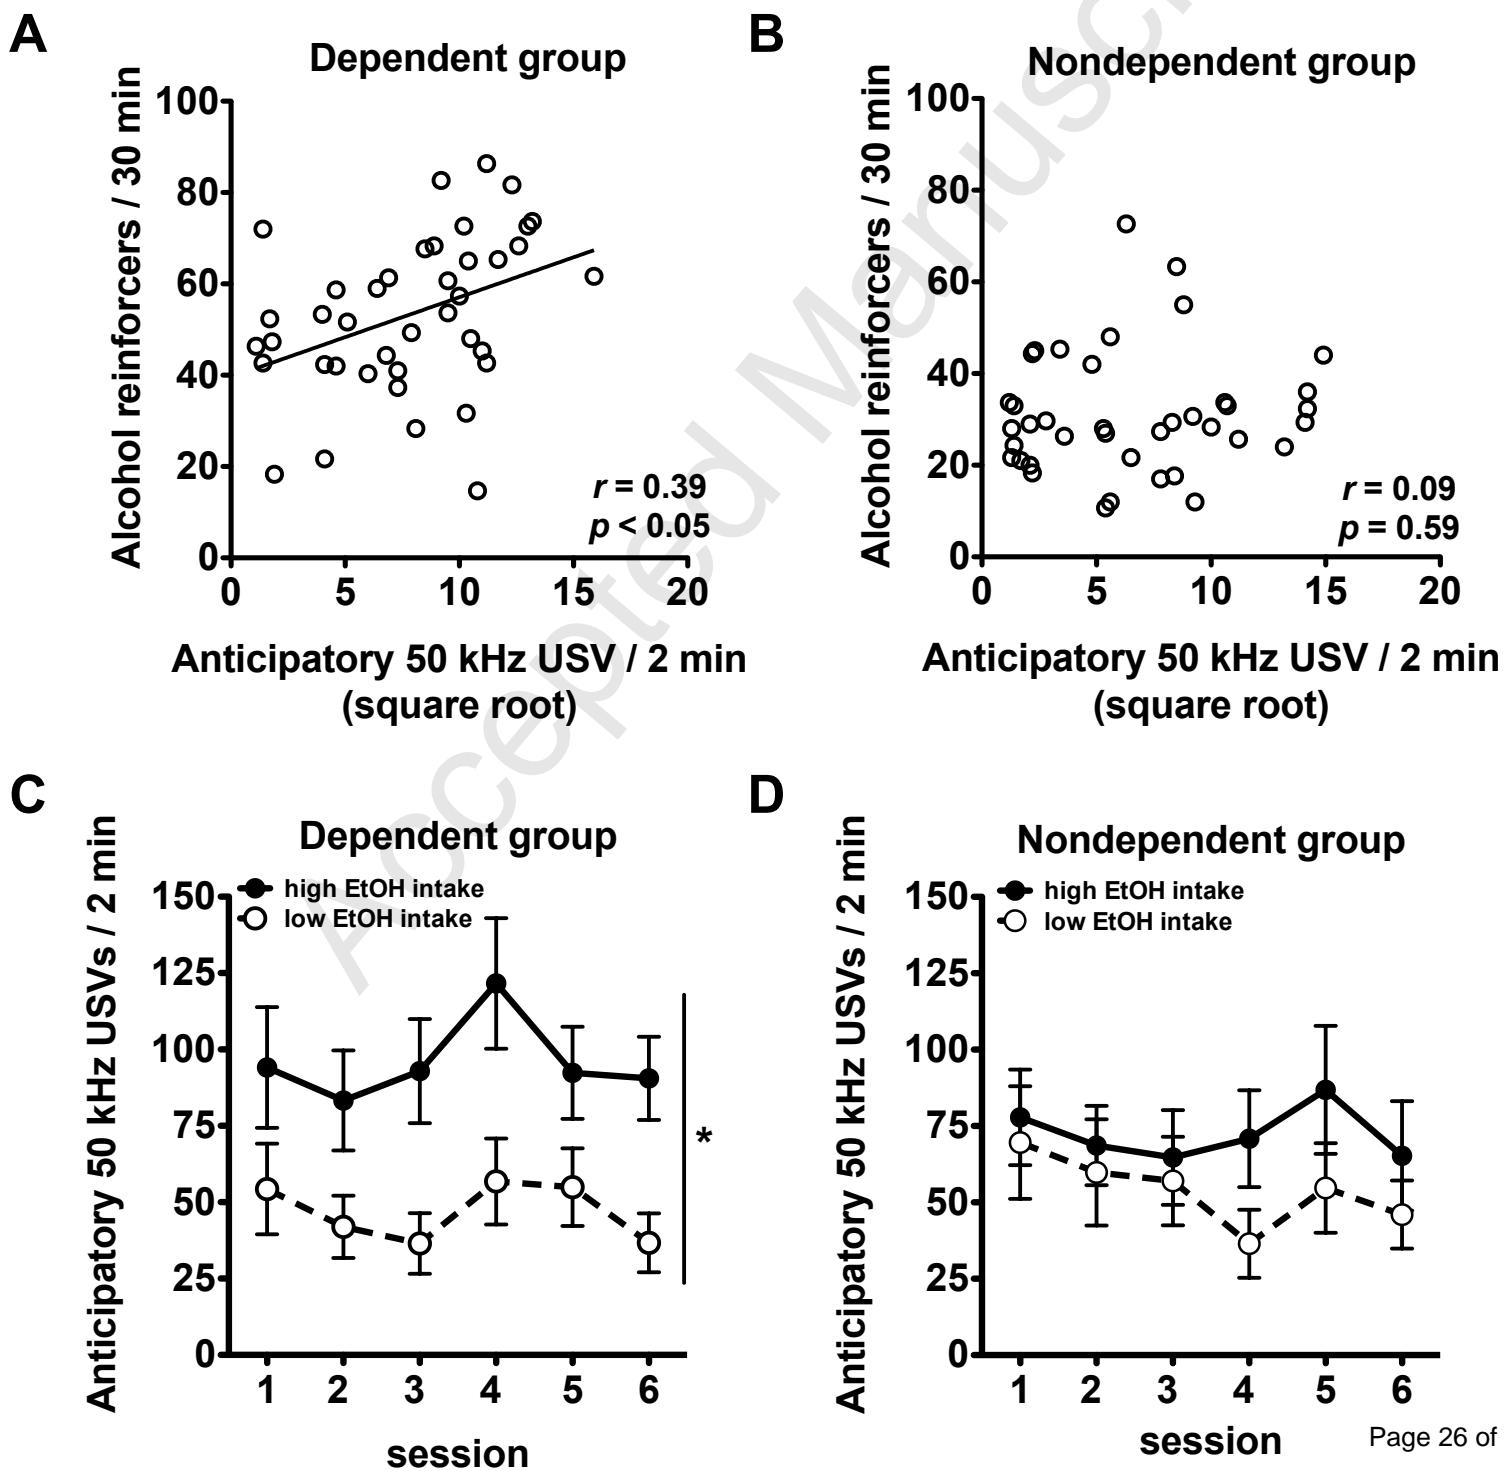 A
Dependent group
Alcohol reinforcers / 30 min
100
80
60
40
20
0
0 5 10 15 20
r = 0.39
p < 0.05
Anticipatory 50 kHz USV / 2 min
(square root)
B
Nondependent group
Alcohol reinforcers / 30 min
100
80
60
40
20
0
0 5 10 15 20
r = 0.09
p = 0.59
Anticipatory 50 kHz USV / 2 min
(square root)
C
Dependent group
Anticipatory 50 kHz USVs / 2 min
high EtOH intake
low EtOH intake
150
125
100
75
50
25
0
*
1 2 3 4 5 6
session
D
Nondependent group
Anticipatory 50 kHz USVs / 2 min
high EtOH intake
low EtOH intake
150
125
100
75
50
25
0
1 2 3 4 5 6
session
Page 26 of
Accepted Manusc